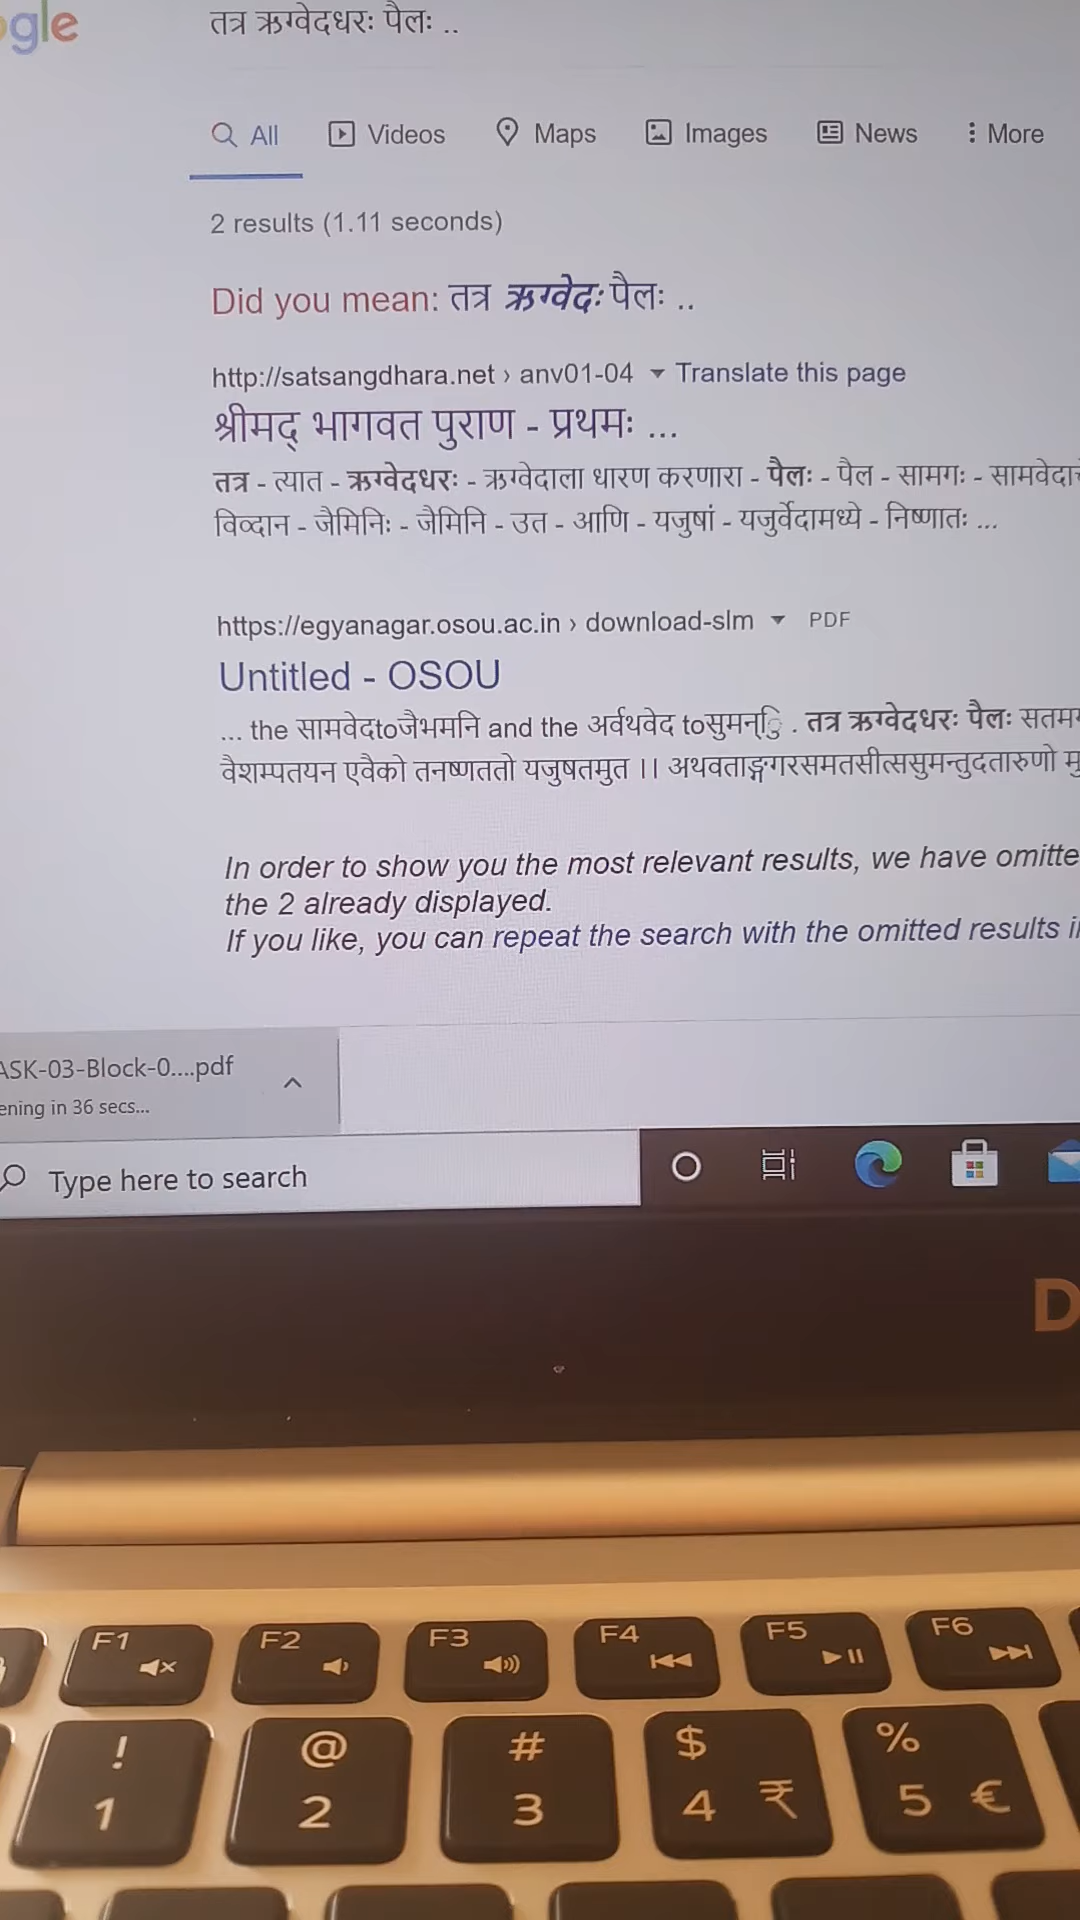 gle
तत्र ऋग्वेदधरः पैलः ..
All Videos Maps Images News More
2 results (1.11 seconds)
Did you mean: तत्र ऋग्वेदः पैलः ..
http://satsangdhara.net › anv01-04 Translate this page
श्रीमद् भागवत पुराण - प्रथमः ...
तत्र - त्यात - ऋग्वेदधरः - ऋग्वेदाला धारण करणारा - पैलः - पैल - सामगः -
विव्दान - जैमिनिः - जैमिनि - उत - आणि - यजुषां - यजुर्वेदामध्ये - निष्णातः ...
https://egyanagar.osou.ac.in › download-slm PDF
Untitled - OSOU
... the सामवेदtoजैभमनि and the अर्वथवेद toसुमन्ुि . तत्र ऋग्वेदधरः पैलः
वैशम्पतयन एवैको तनष्णततो यजुषतमुत ।। अथवताङ्गगरसमतसीत्ससुमन्तुदतारुणो
In order to show you the most relevant results, we have omitte
the 2 already displayed.
If you like, you can repeat the search with the omitted results i
ASK-03-Block-0....pdf
ening in 36 secs...
Type here to search
D
F1 F2 F3 F4 F5 F6
! @ # $ %
1 2 3 4 ₹ 5 €